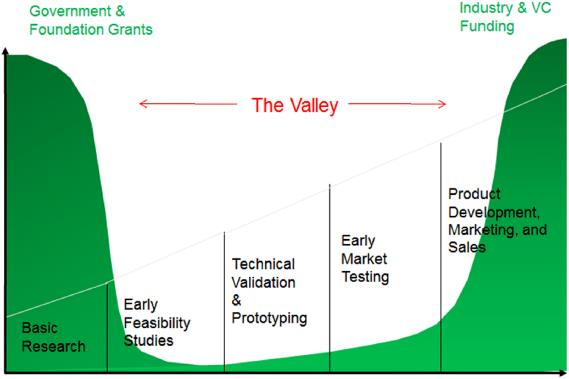 Government &
Foundation Grants
Industry & VC
Funding
The Valley
Basic
Research
Early
Feasibility
Studies
Technical
Validation
&
Prototyping
Early
Market
Testing
Product
Development,
Marketing, and
Sales